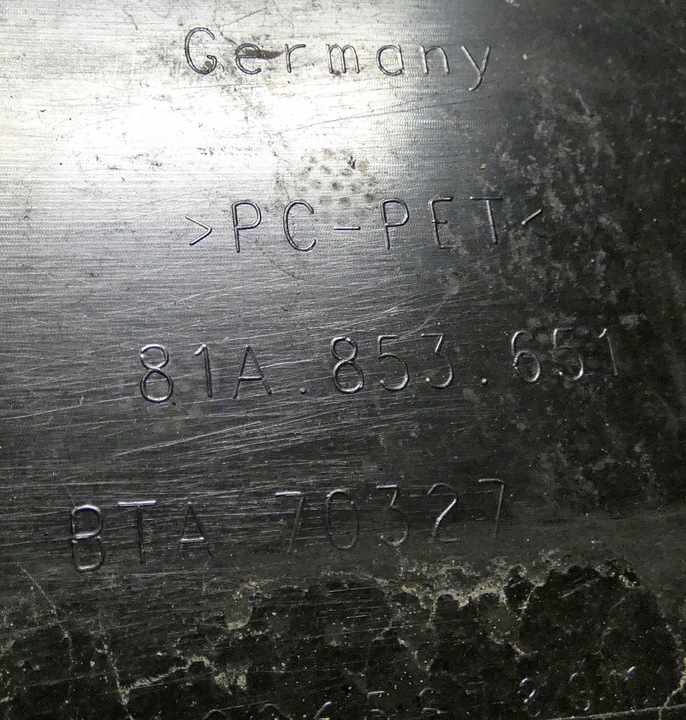 Germany
>PC-PET<
81A.853.651
BTA 70327